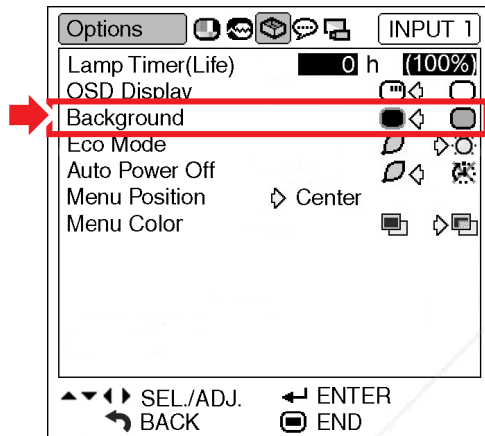 Options INPUT 1
Lamp Timer(Life) 0 h (100%)
OSD Display
Background
Eco Mode
Auto Power Off
Menu Position Center
Menu Color
SEL./ADJ. ENTER
BACK END